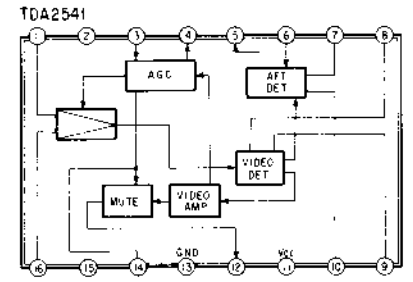 TDA2541
1 2 3 4 5 6 7 8
AGC
AFT
DET
VIDEO
DET
MUTE
VIDEO
AMP
GND
Vcc
16 15 14 13 12 11 10 9